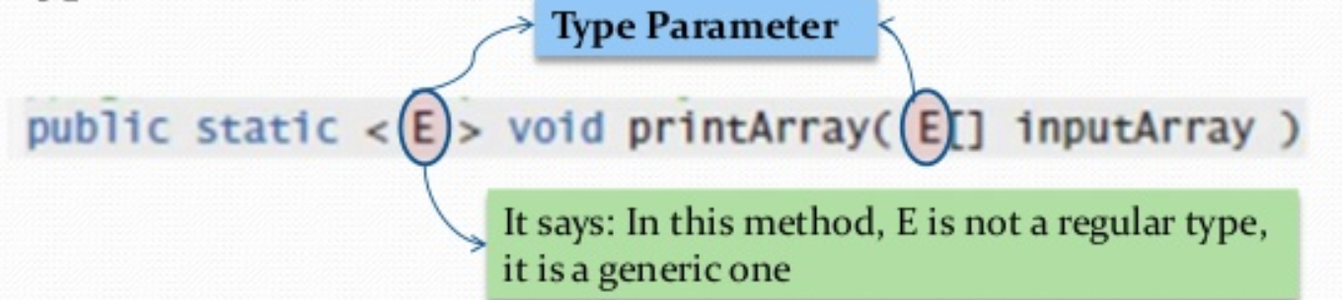 Type Parameter
public static < E > void printArray( E[] inputArray )
It says: In this method, E is not a regular type,
it is a generic one